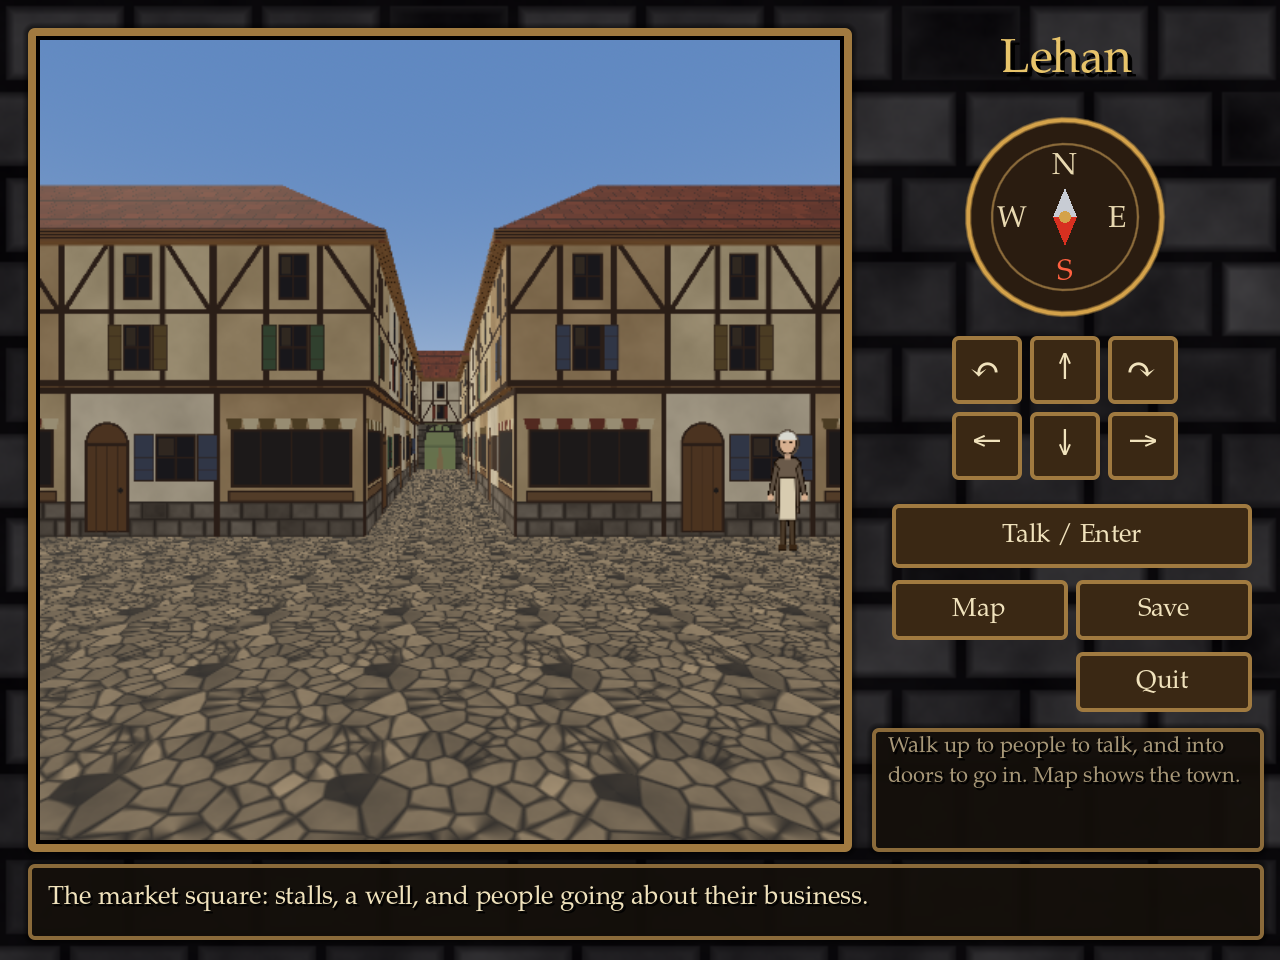 Lehan
N
W E
S
Talk / Enter
Map Save
Quit
Walk up to people to talk, and into
doors to go in. Map shows the town.
The market square: stalls, a well, and people going about their business.